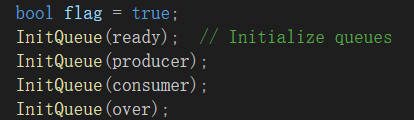 bool flag = true;
InitQueue(ready);  // Initialize queues
InitQueue(producer);
InitQueue(consumer);
InitQueue(over);